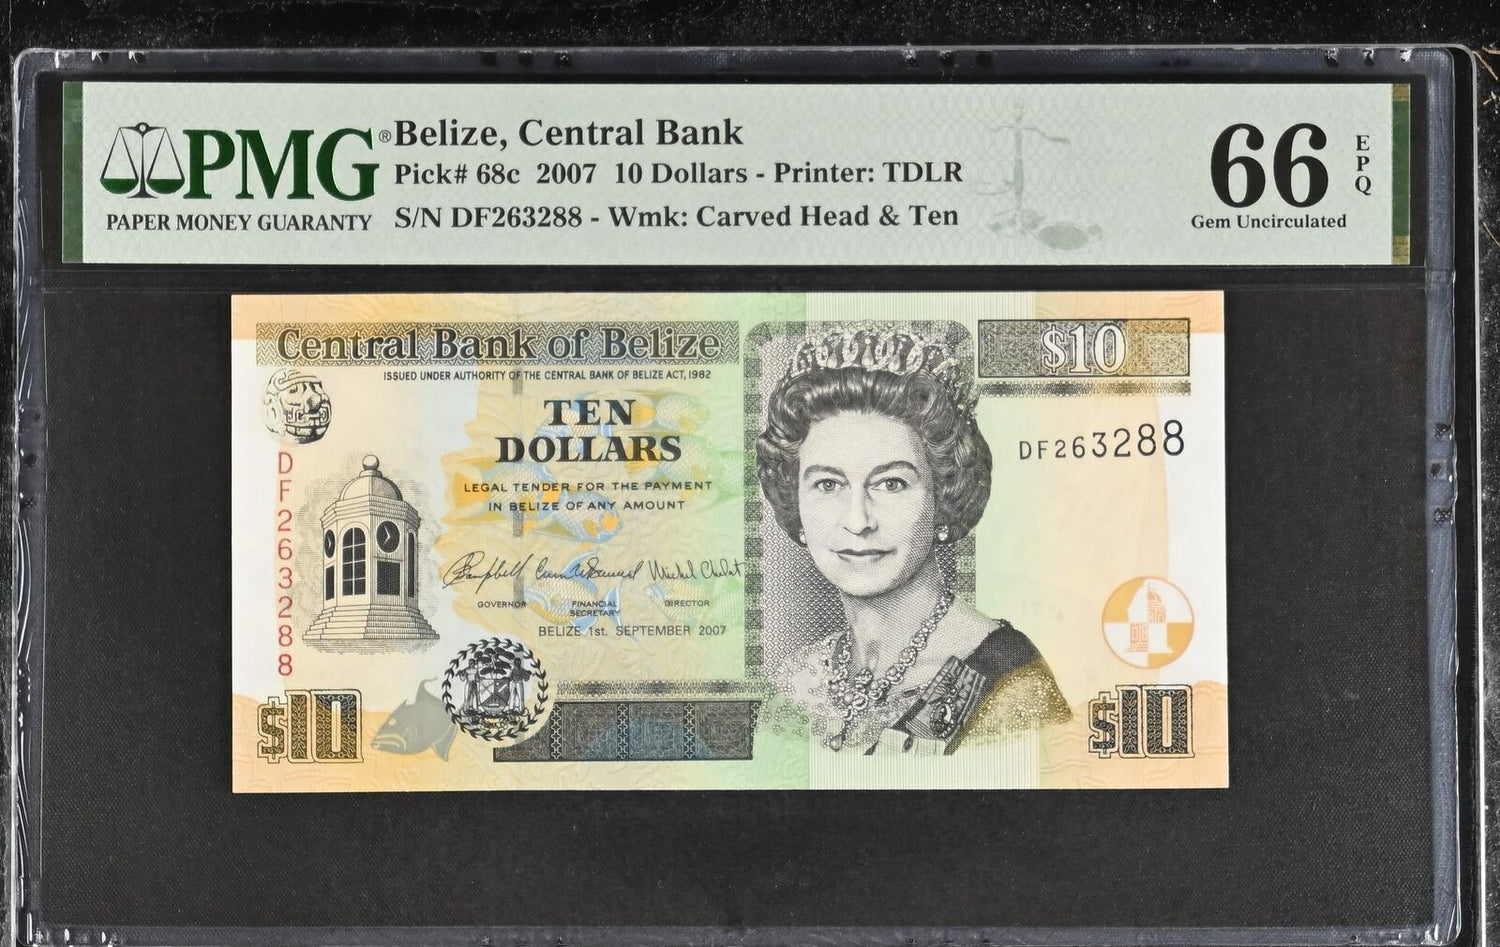 PMG®
PAPER MONEY GUARANTY
Belize, Central Bank
Pick# 68c 2007 10 Dollars - Printer: TDLR
S/N DF263288 - Wmk: Carved Head & Ten
66
EPQ
Gem Uncirculated
Central Bank of Belize
$10
ISSUED UNDER AUTHORITY OF THE CENTRAL BANK OF BELIZE ACT, 1982
TEN
DOLLARS
DF263288
DF263288
LEGAL TENDER FOR THE PAYMENT
IN BELIZE OF ANY AMOUNT
GOVERNOR FINANCIAL SECRETARY DIRECTOR
BELIZE 1st. SEPTEMBER 2007
$10
$10